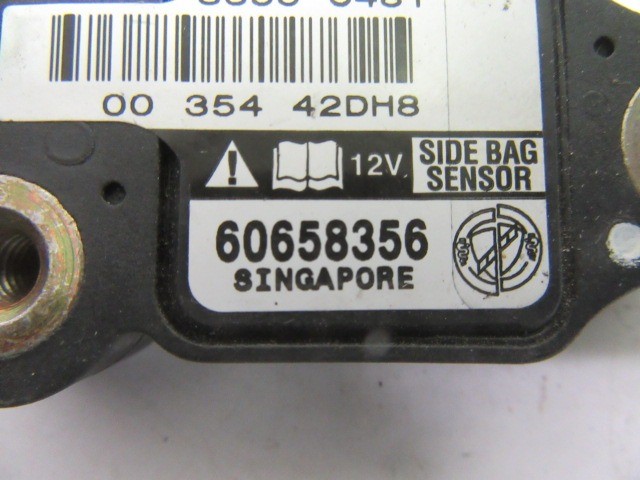 00 354 42DH8
12V
SIDE BAG
SENSOR
60658356
SINGAPORE